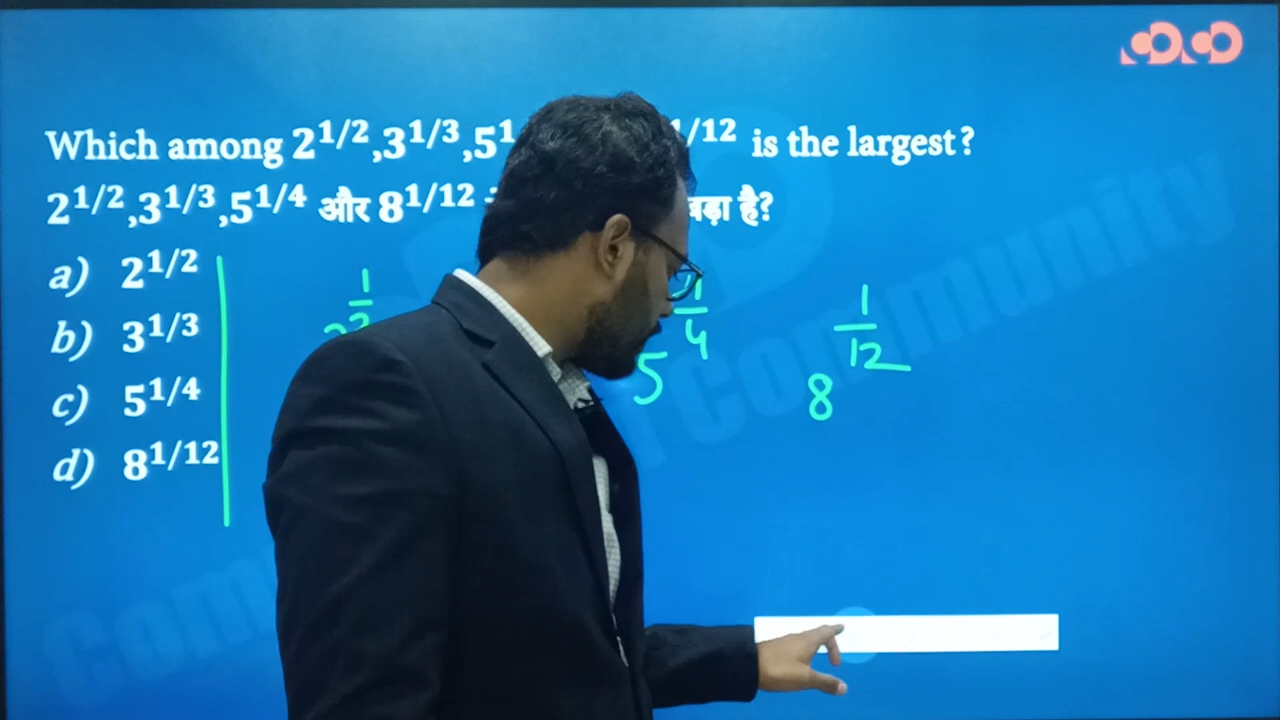 Which among 2^1/2,3^1/3,5^1 1/12 is the largest?
2^1/2,3^1/3,5^1/4 और 8^1/12 है?
a) 2^1/2
b) 3^1/3
c) 5^1/4
d) 8^1/12
5^1/4 8^1/12
Community